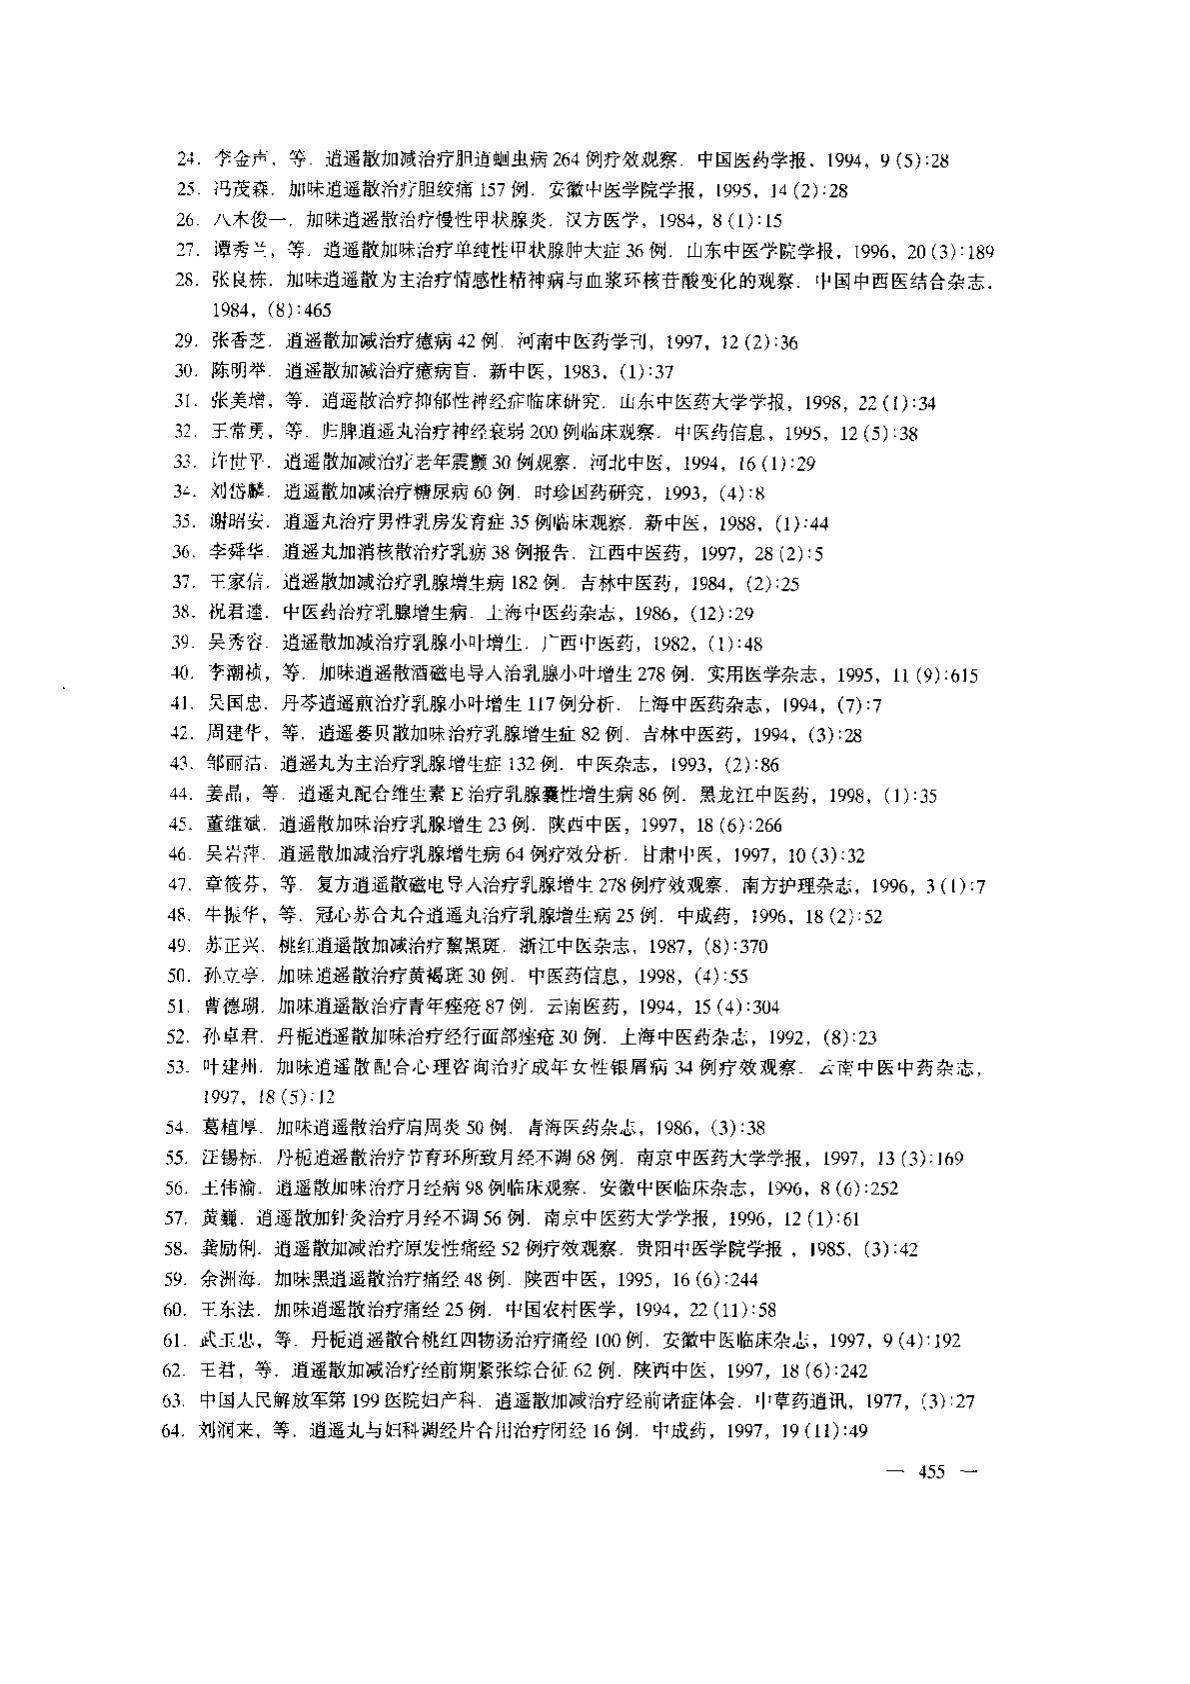 24. 李金声，等. 逍遥散加减治疗胆道蛔虫病 264 例疗效观察. 中国医药学报，1994，9 (5):28
25. 冯茂森. 加味逍遥散治疗胆绞痛 157 例. 安徽中医学院学报，1995，14 (2):28
26. 八木俊一. 加味逍遥散治疗慢性甲状腺炎. 汉方医学，1984，8 (1):15
27. 谭秀兰，等. 逍遥散加味治疗单纯性甲状腺肿大症 36 例. 山东中医学院学报，1996，20 (3):189
28. 张良栋. 加味逍遥散为主治疗情感性精神病与血浆环核苷酸变化的观察. 中国中西医结合杂志，
1984，(8):465
29. 张香芝. 逍遥散加减治疗癔病 42 例. 河南中医药学刊，1997，12 (2):36
30. 陈明举. 逍遥散加减治疗癔病盲. 新中医，1983，(1):37
31. 张美增，等. 逍遥散治疗抑郁性神经症临床研究. 山东中医药大学学报，1998，22 (1):34
32. 王常勇，等. 归脾逍遥丸治疗神经衰弱 200 例临床观察. 中医药信息，1995，12 (5):38
33. 许世平. 逍遥散加减治疗老年震颤 30 例观察. 河北中医，1994，16 (1):29
34. 刘岱麟. 逍遥散加减治疗糖尿病 60 例. 时珍国药研究，1993，(4):8
35. 谢昭安. 逍遥丸治疗男性乳房发育症 35 例临床观察. 新中医，1988，(1):44
36. 李舜华. 逍遥丸加消核散治疗乳疬 38 例报告. 江西中医药，1997，28 (2):5
37. 王家信. 逍遥散加减治疗乳腺增生病 182 例. 吉林中医药，1984，(2):25
38. 祝君逵. 中医药治疗乳腺增生病. 上海中医药杂志，1986，(12):29
39. 吴秀容. 逍遥散加减治疗乳腺小叶增生. 广西中医药，1982，(1):48
40. 李潮祯，等. 加味逍遥散酒磁电导入治乳腺小叶增生 278 例. 实用医学杂志，1995，11 (9):615
41. 吴国忠. 丹芩逍遥煎治疗乳腺小叶增生 117 例分析. 上海中医药杂志，1994，(7):7
42. 周建华，等. 逍遥蒌贝散加味治疗乳腺增生症 82 例. 吉林中医药，1994，(3):28
43. 邹丽洁. 逍遥丸为主治疗乳腺增生症 132 例. 中医杂志，1993，(2):86
44. 姜晶，等. 逍遥丸配合维生素 E 治疗乳腺囊性增生病 86 例. 黑龙江中医药，1998，(1):35
45. 董维斌. 逍遥散加味治疗乳腺增生 23 例. 陕西中医，1997，18 (6):266
46. 吴岩萍. 逍遥散加减治疗乳腺增生病 64 例疗效分析. 甘肃中医，1997，10 (3):32
47. 章筱芬，等. 复方逍遥散磁电导入治疗乳腺增生 278 例疗效观察. 南方护理杂志，1996，3 (1):7
48. 牛振华，等. 冠心苏合丸合逍遥丸治疗乳腺增生病 25 例. 中成药，1996，18 (2):52
49. 苏正兴. 桃红逍遥散加减治疗黧黑斑. 浙江中医杂志，1987，(8):370
50. 孙立亭. 加味逍遥散治疗黄褐斑 30 例. 中医药信息，1998，(4):55
51. 曹德瑚. 加味逍遥散治疗青年痤疮 87 例. 云南医药，1994，15 (4):304
52. 孙卓君. 丹栀逍遥散加味治疗经行面部痤疮 30 例. 上海中医药杂志，1992，(8):23
53. 叶建州. 加味逍遥散配合心理咨询治疗成年女性银屑病 34 例疗效观察. 云南中医中药杂志，
1997，18 (5):12
54. 葛植厚. 加味逍遥散治疗肩周炎 50 例. 青海医药杂志，1986，(3):38
55. 汪锡标. 丹栀逍遥散治疗节育环所致月经不调 68 例. 南京中医药大学学报，1997，13 (3):169
56. 王伟渝. 逍遥散加味治疗月经病 98 例临床观察. 安徽中医临床杂志，1996，8 (6):252
57. 黄巍. 逍遥散加针灸治疗月经不调 56 例. 南京中医药大学学报，1996，12 (1):61
58. 龚励俐. 逍遥散加减治疗原发性痛经 52 例疗效观察. 贵阳中医学院学报，1985，(3):42
59. 余洲海. 加味黑逍遥散治疗痛经 48 例. 陕西中医，1995，16 (6):244
60. 王东法. 加味逍遥散治疗痛经 25 例. 中国农村医学，1994，22 (11):58
61. 武玉忠，等. 丹栀逍遥散合桃红四物汤治疗痛经 100 例. 安徽中医临床杂志，1997，9 (4):192
62. 王君，等. 逍遥散加减治疗经前期紧张综合征 62 例. 陕西中医，1997，18 (6):242
63. 中国人民解放军第 199 医院妇产科. 逍遥散加减治疗经前诸症体会. 中草药通讯，1977，(3):27
64. 刘润来，等. 逍遥丸与妇科调经片合用治疗闭经 16 例. 中成药，1997，19 (11):49
— 455 —